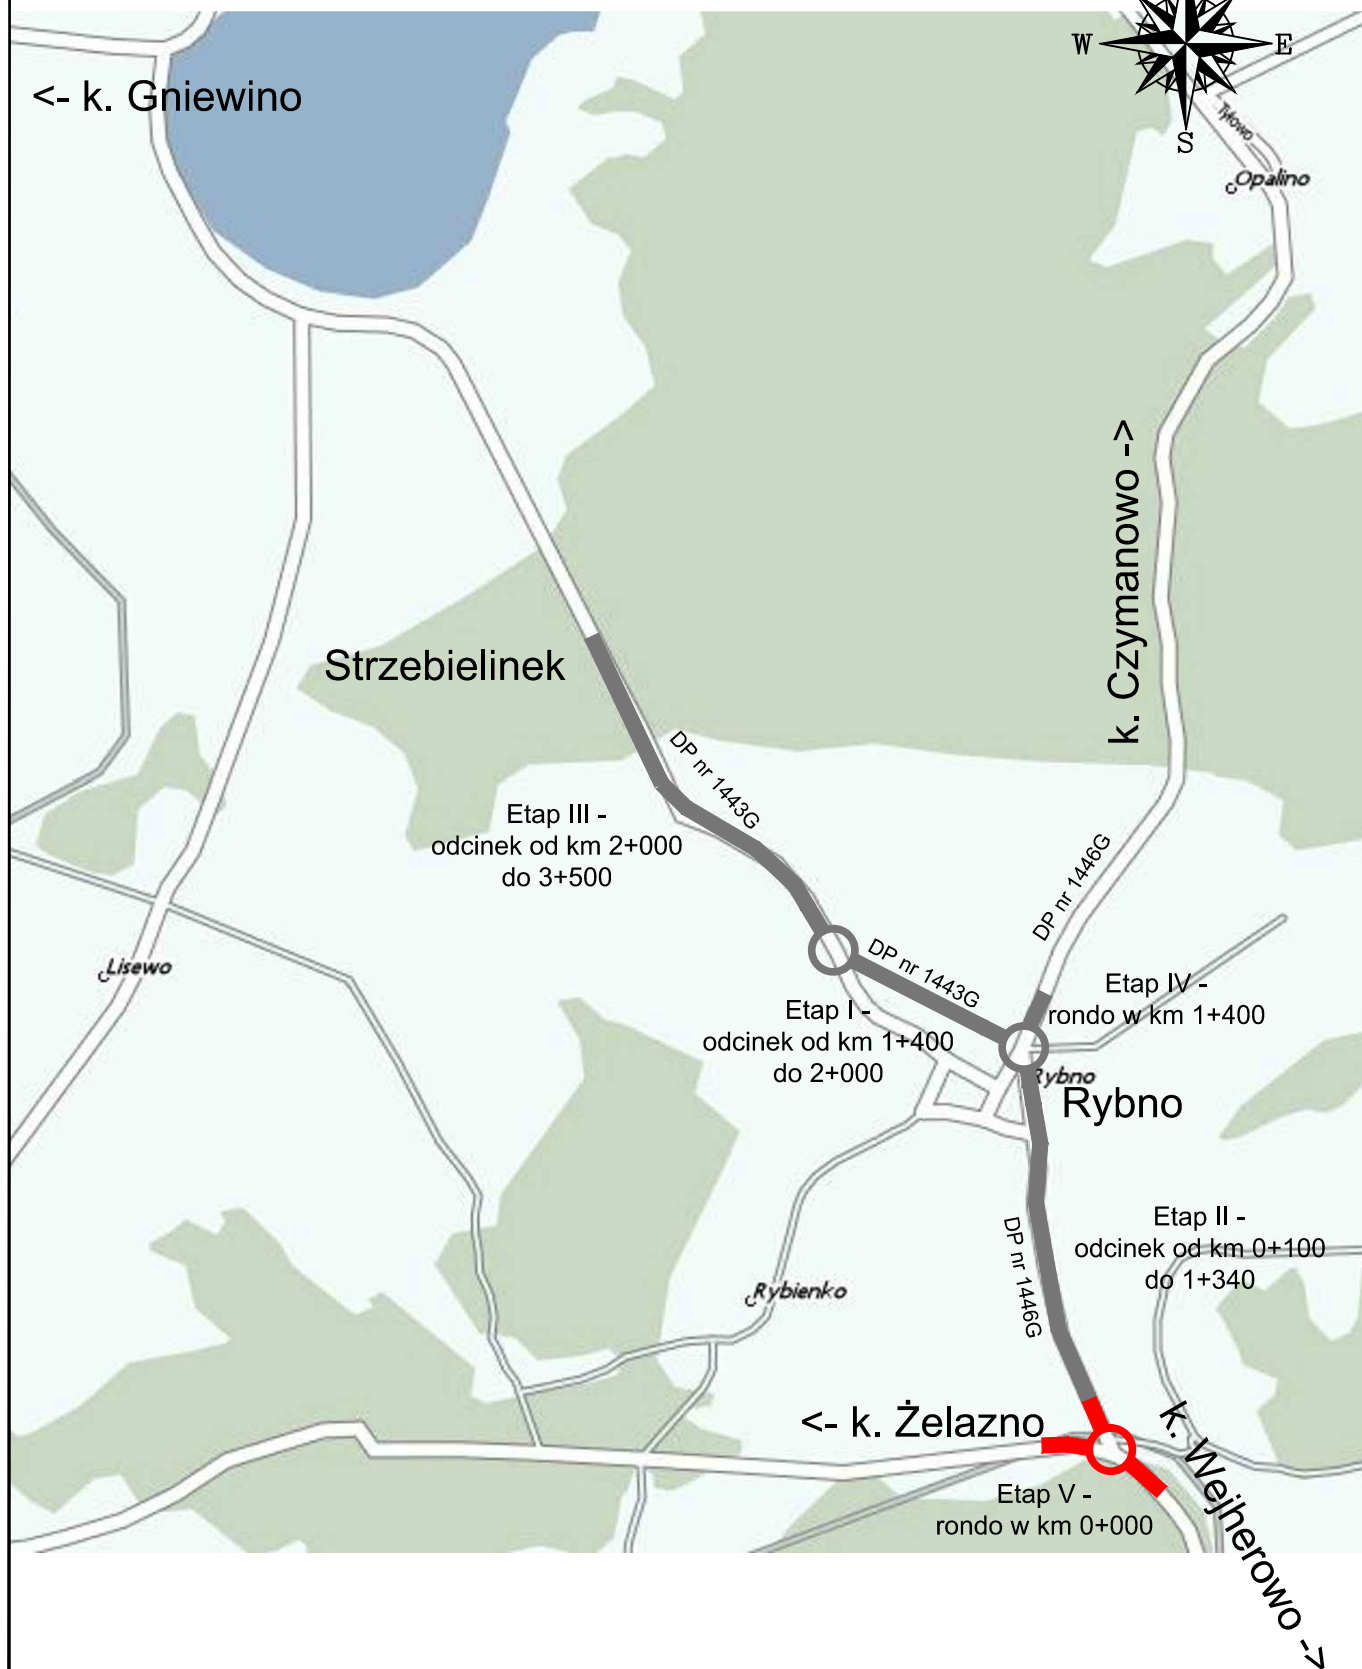 W
E
S
<- k. Gniewino
Tyłowo
Opalino
k. Czymanowo ->
Strzebielinek
DP nr 1443G
Etap III -
odcinek od km 2+000
do 3+500
DP nr 1446G
Lisewo
DP nr 1443G
Etap IV -
rondo w km 1+400
Etap I -
odcinek od km 1+400
do 2+000
Rybno
Rybno
Etap II -
odcinek od km 0+100
do 1+340
DP nr 1446G
Rybienko
<- k. Żelazno
k. Wejherowo ->
Etap V -
rondo w km 0+000